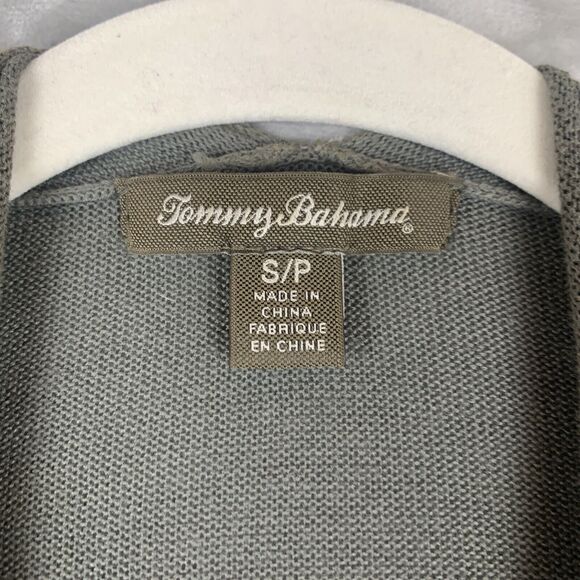 Tommy Bahama®
S/P
MADE IN
CHINA
FABRIQUE
EN CHINE